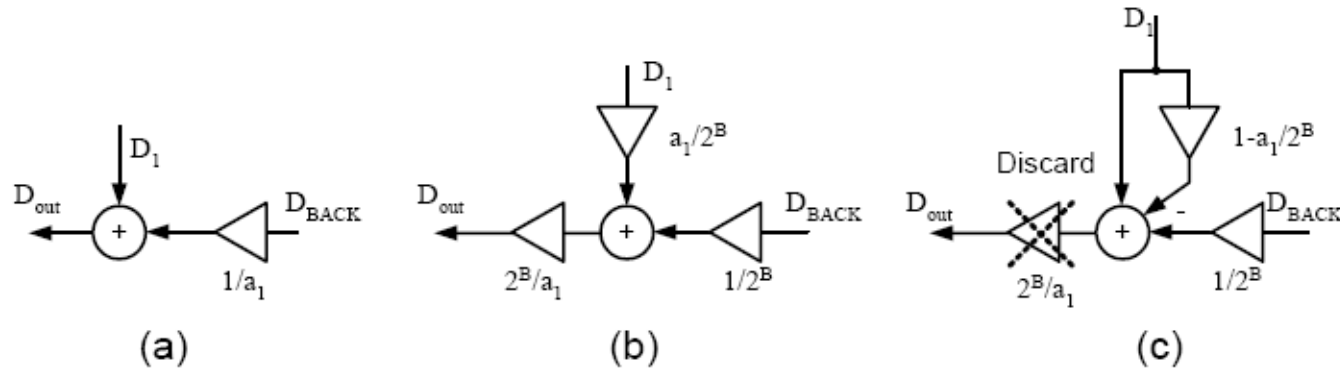 D₁
Dout
+
DBACK
1/a₁
(a)
D₁
a₁/2ᴮ
Dout
+
DBACK
2ᴮ/a₁
1/2ᴮ
(b)
D₁
1-a₁/2ᴮ
Discard
Dout
+
-
DBACK
2ᴮ/a₁
1/2ᴮ
(c)